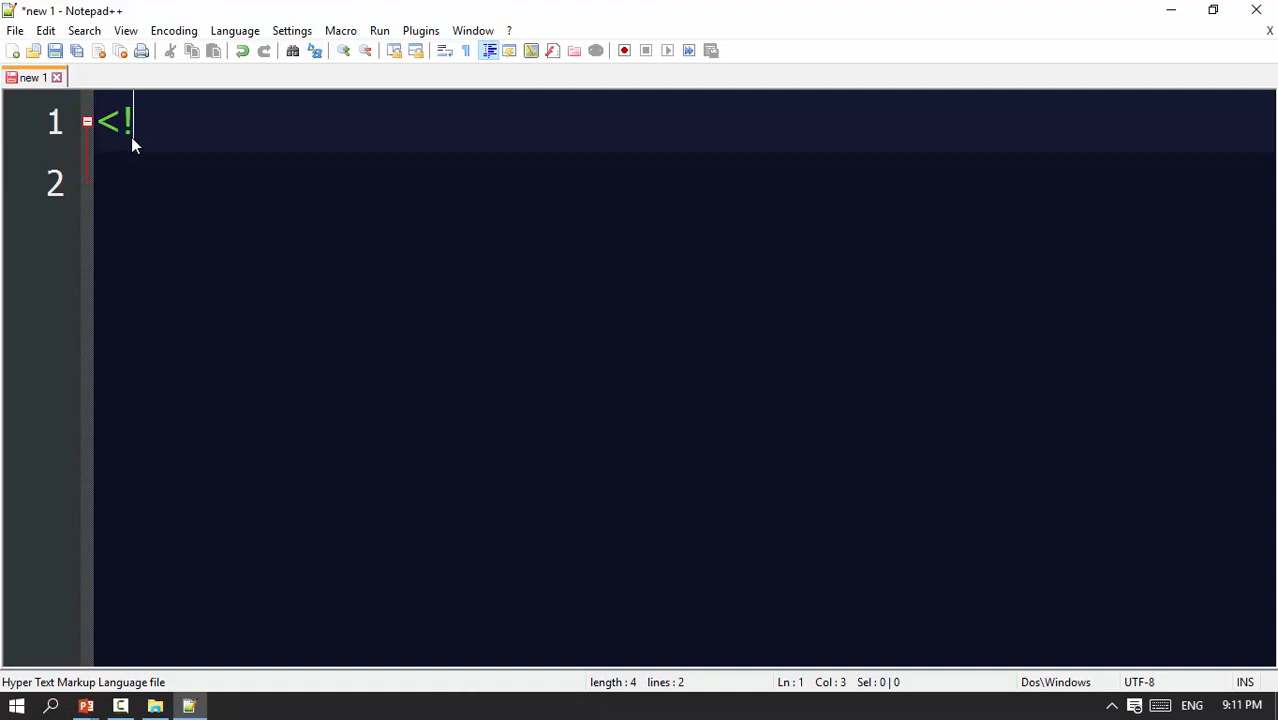 *new 1 - Notepad++
File Edit Search View Encoding Language Settings Macro Run Plugins Window ? X
new 1
1 <!
2
Hyper Text Markup Language file length : 4 lines : 2 Ln : 1 Col : 3 Sel : 0 | 0 Dos\Windows UTF-8 INS
ENG 9:11 PM